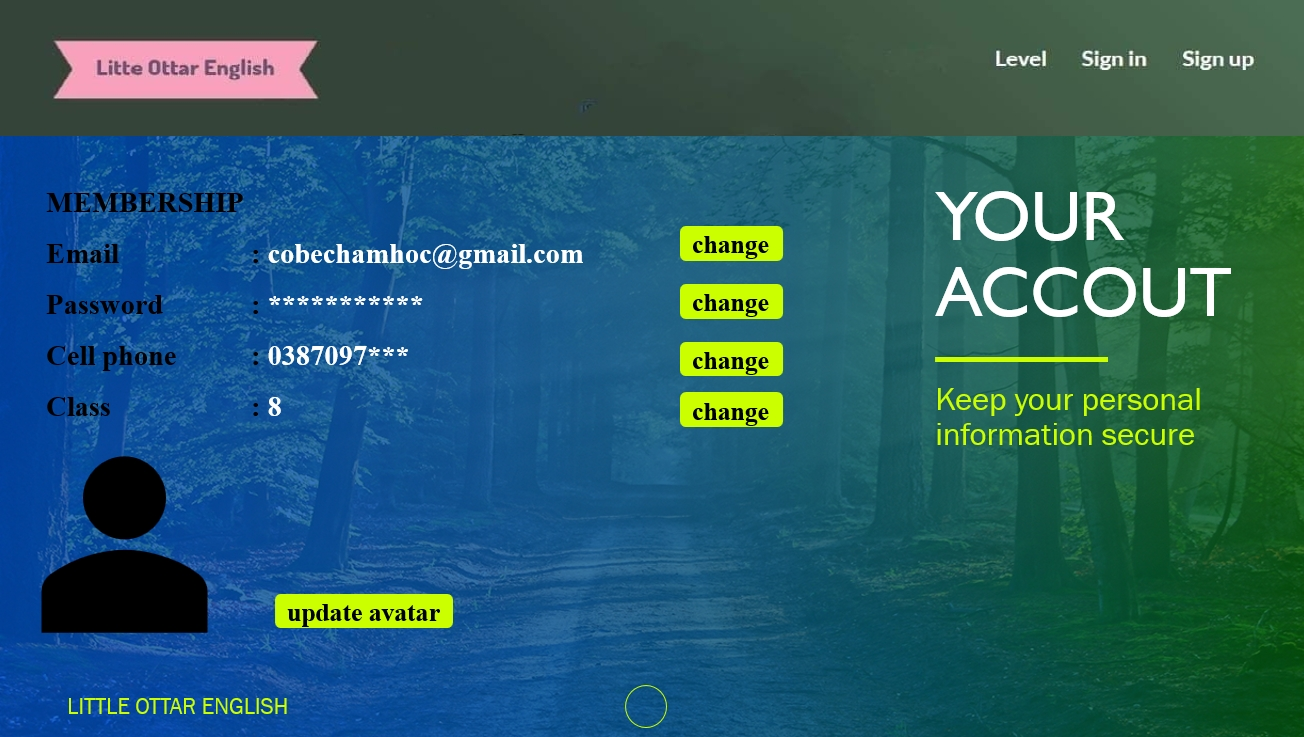 Litte Ottar English
Level Sign in Sign up
MEMBERSHIP
Email : cobechamhoc@gmail.com change
Password : *********** change
Cell phone : 0387097*** change
Class : 8 change
update avatar
YOUR
ACCOUT
Keep your personal
information secure
LITTLE OTTAR ENGLISH